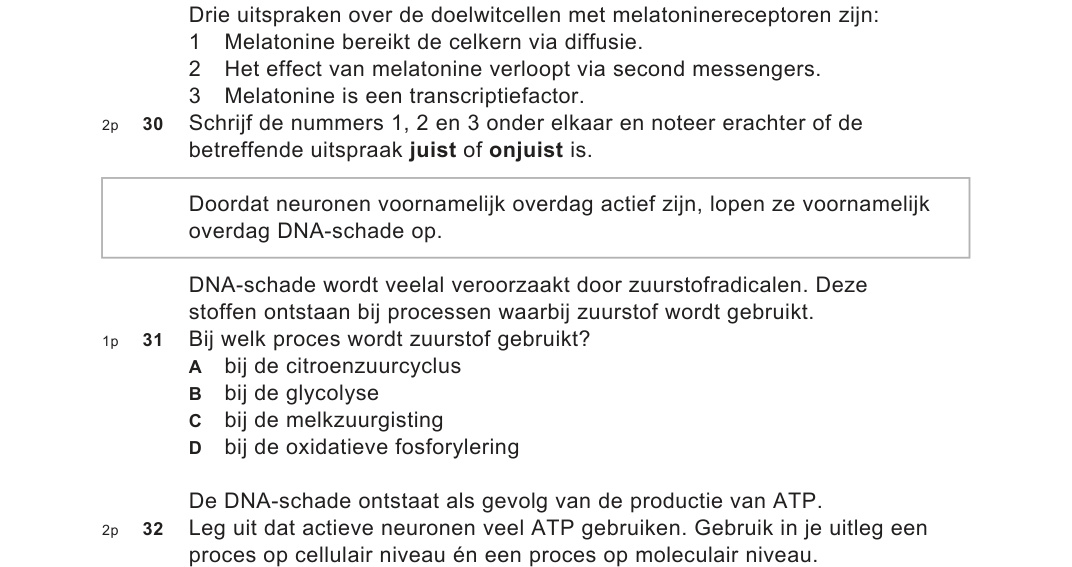 Drie uitspraken over de doelwitcellen met melatoninereceptoren zijn:
1 Melatonine bereikt de celkern via diffusie.
2 Het effect van melatonine verloopt via second messengers.
3 Melatonine is een transcriptiefactor.
2p 30 Schrijf de nummers 1, 2 en 3 onder elkaar en noteer erachter of de
betreffende uitspraak juist of onjuist is.
Doordat neuronen voornamelijk overdag actief zijn, lopen ze voornamelijk
overdag DNA-schade op.
DNA-schade wordt veelal veroorzaakt door zuurstofradicalen. Deze
stoffen ontstaan bij processen waarbij zuurstof wordt gebruikt.
1p 31 Bij welk proces wordt zuurstof gebruikt?
A bij de citroenzuurcyclus
B bij de glycolyse
C bij de melkzuurgisting
D bij de oxidatieve fosforylering
De DNA-schade ontstaat als gevolg van de productie van ATP.
2p 32 Leg uit dat actieve neuronen veel ATP gebruiken. Gebruik in je uitleg een
proces op cellulair niveau én een proces op moleculair niveau.